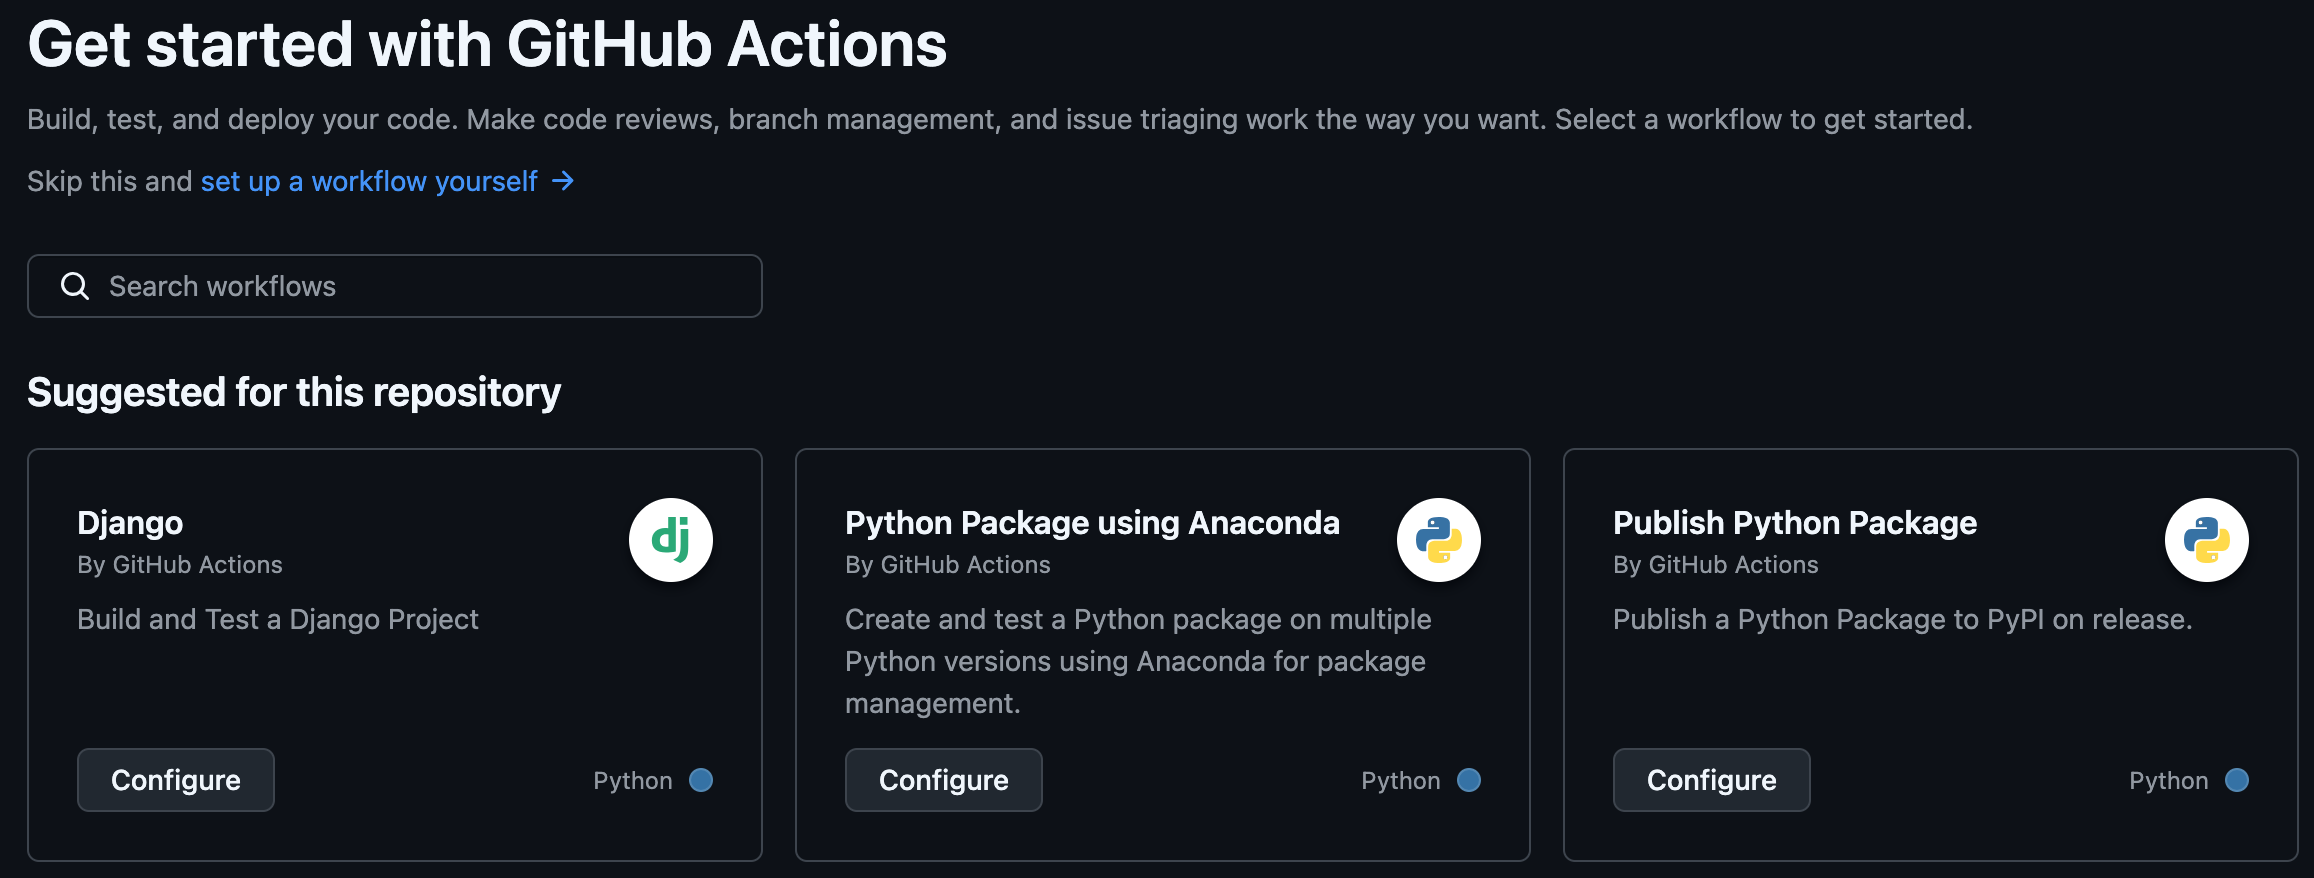 Get started with GitHub Actions
Build, test, and deploy your code. Make code reviews, branch management, and issue triaging work the way you want. Select a workflow to get started.
Skip this and set up a workflow yourself →
Search workflows
Suggested for this repository
Django
By GitHub Actions
dj
Build and Test a Django Project
Configure
Python
Python Package using Anaconda
By GitHub Actions
Create and test a Python package on multiple
Python versions using Anaconda for package
management.
Configure
Python
Publish Python Package
By GitHub Actions
Publish a Python Package to PyPI on release.
Configure
Python